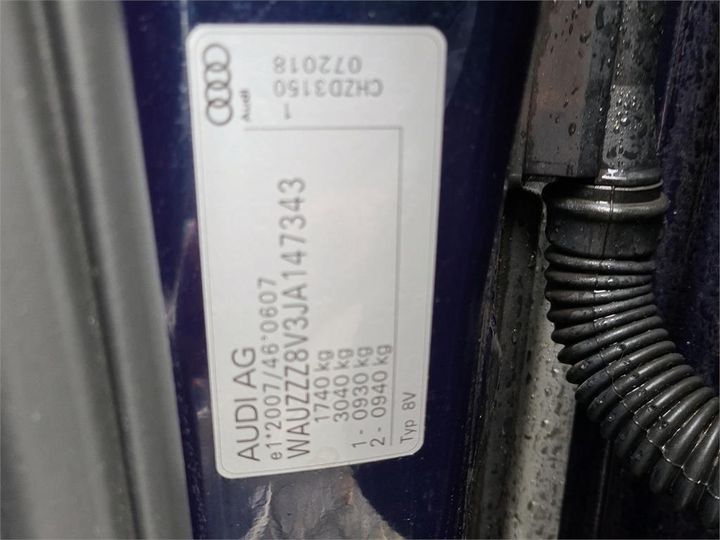 AUDI AG
e1*2007/46*0607
WAUZZZ8V3JA147343
1740 kg
3040 kg
1 - 0930 kg
2 - 0940 kg
Typ 8V
Audi
CHZD3150
072018
1